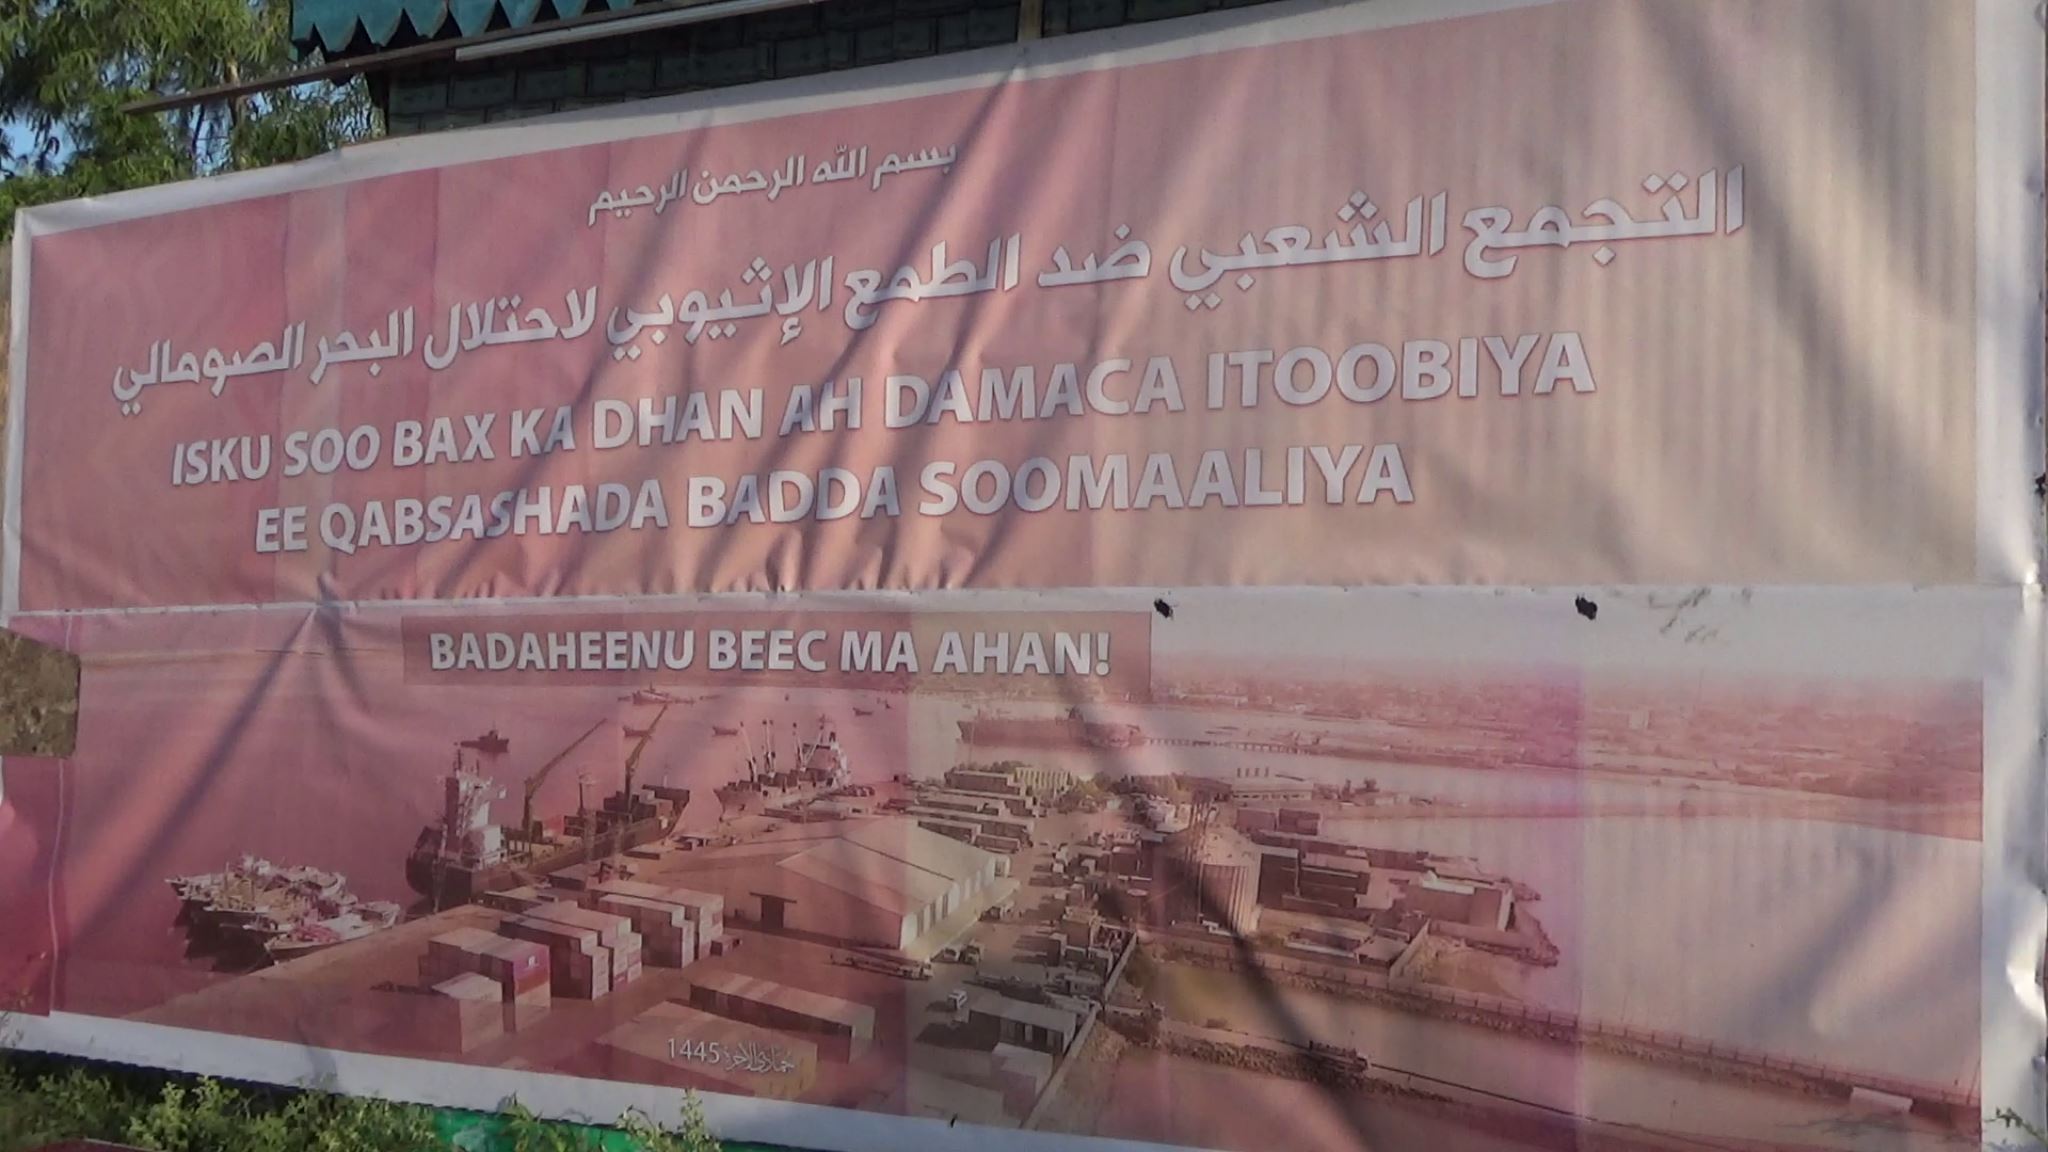 بسم الله الرحمن الرحيم
التجمع الشعبي ضد الطمع الإثيوبي لاحتلال البحر الصومالي
ISKU SOO BAX KA DHAN AH DAMACA ITOOBIYA
EE QABSASHADA BADDA SOOMAALIYA
BADAHEENU BEEC MA AHAN!
جمادى الآخرة 1445